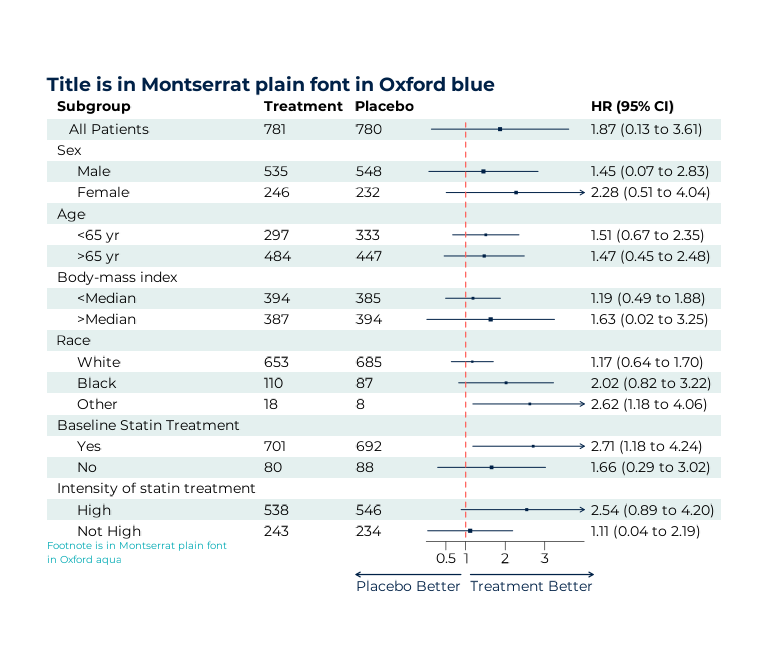 Title is in Montserrat plain font in Oxford blue
Subgroup Treatment Placebo HR (95% CI)
All Patients 781 780 1.87 (0.13 to 3.61)
Sex
Male 535 548 1.45 (0.07 to 2.83)
Female 246 232 2.28 (0.51 to 4.04)
Age
<65 yr 297 333 1.51 (0.67 to 2.35)
>65 yr 484 447 1.47 (0.45 to 2.48)
Body-mass index
<Median 394 385 1.19 (0.49 to 1.88)
>Median 387 394 1.63 (0.02 to 3.25)
Race
White 653 685 1.17 (0.64 to 1.70)
Black 110 87 2.02 (0.82 to 3.22)
Other 18 8 2.62 (1.18 to 4.06)
Baseline Statin Treatment
Yes 701 692 2.71 (1.18 to 4.24)
No 80 88 1.66 (0.29 to 3.02)
Intensity of statin treatment
High 538 546 2.54 (0.89 to 4.20)
Not High 243 234 1.11 (0.04 to 2.19)
Footnote is in Montserrat plain font
in Oxford aqua
0.5 1 2 3
Placebo Better Treatment Better